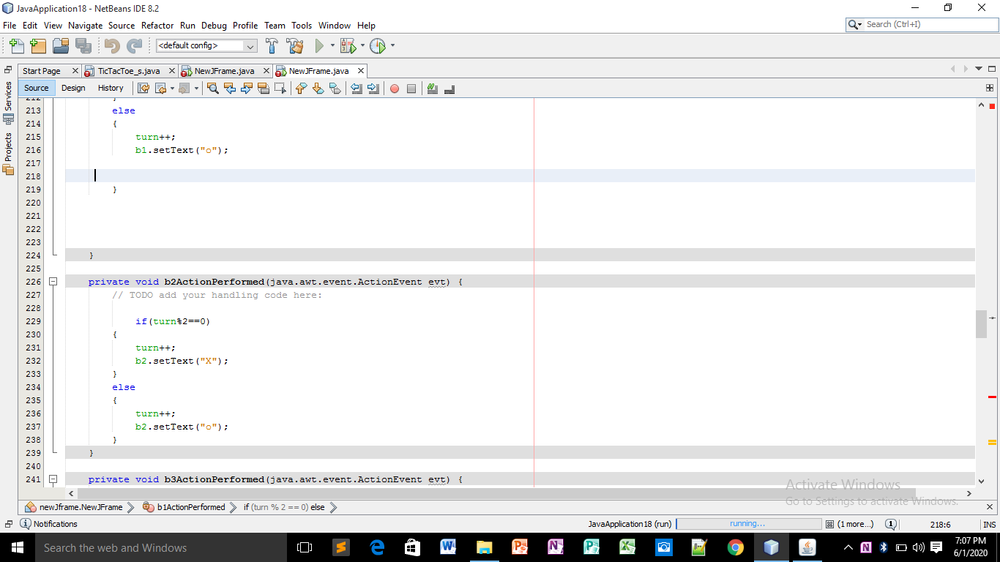 JavaApplication18 - NetBeans IDE 8.2
File Edit View Navigate Source Refactor Run Debug Profile Team Tools Window Help
Search (Ctrl+I)
<default config>
Start Page TicTacToe_s.java NewJFrame.java NewJFrame.java
Source Design History
Services
Projects
212 }
213 else
214 {
215 turn++;
216 b1.setText("o");
217
218
219 }
220
221
222
223
224 }
225
226 private void b2ActionPerformed(java.awt.event.ActionEvent evt) {
227 // TODO add your handling code here:
228
229 if(turn%2==0)
230 {
231 turn++;
232 b2.setText("X");
233 }
234 else
235 {
236 turn++;
237 b2.setText("o");
238 }
239 }
240
241 private void b3ActionPerformed(java.awt.event.ActionEvent evt) {
Activate Windows
Go to Settings to activate Windows.
newJframe.NewJFrame b1ActionPerformed if (turn % 2 == 0) else
Notifications JavaApplication18 (run) running... (1 more...) 1 218:6 INS
Search the web and Windows
7:07 PM
6/1/2020